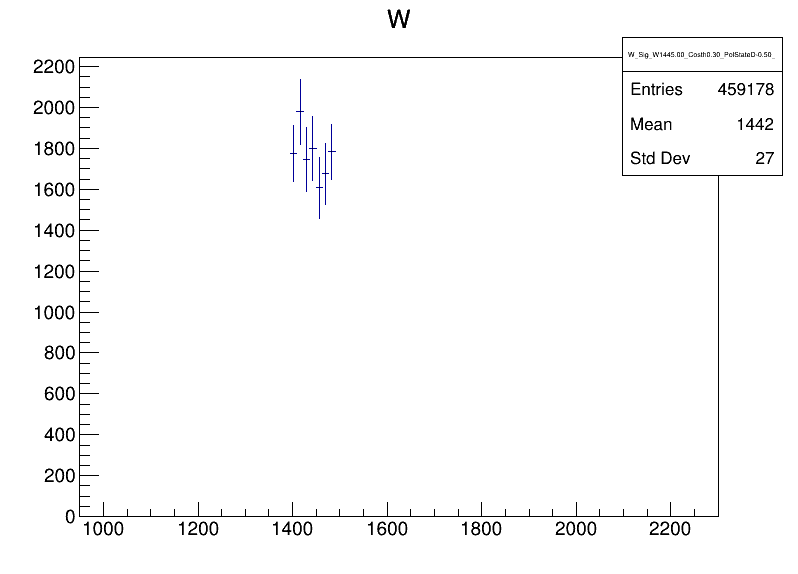 W
W_Sig_W1445.00_Costh0.30_PolStateD-0.50_
Entries 459178
Mean 1442
Std Dev 27
2200
2000
1800
1600
1400
1200
1000
800
600
400
200
0
1000 1200 1400 1600 1800 2000 2200